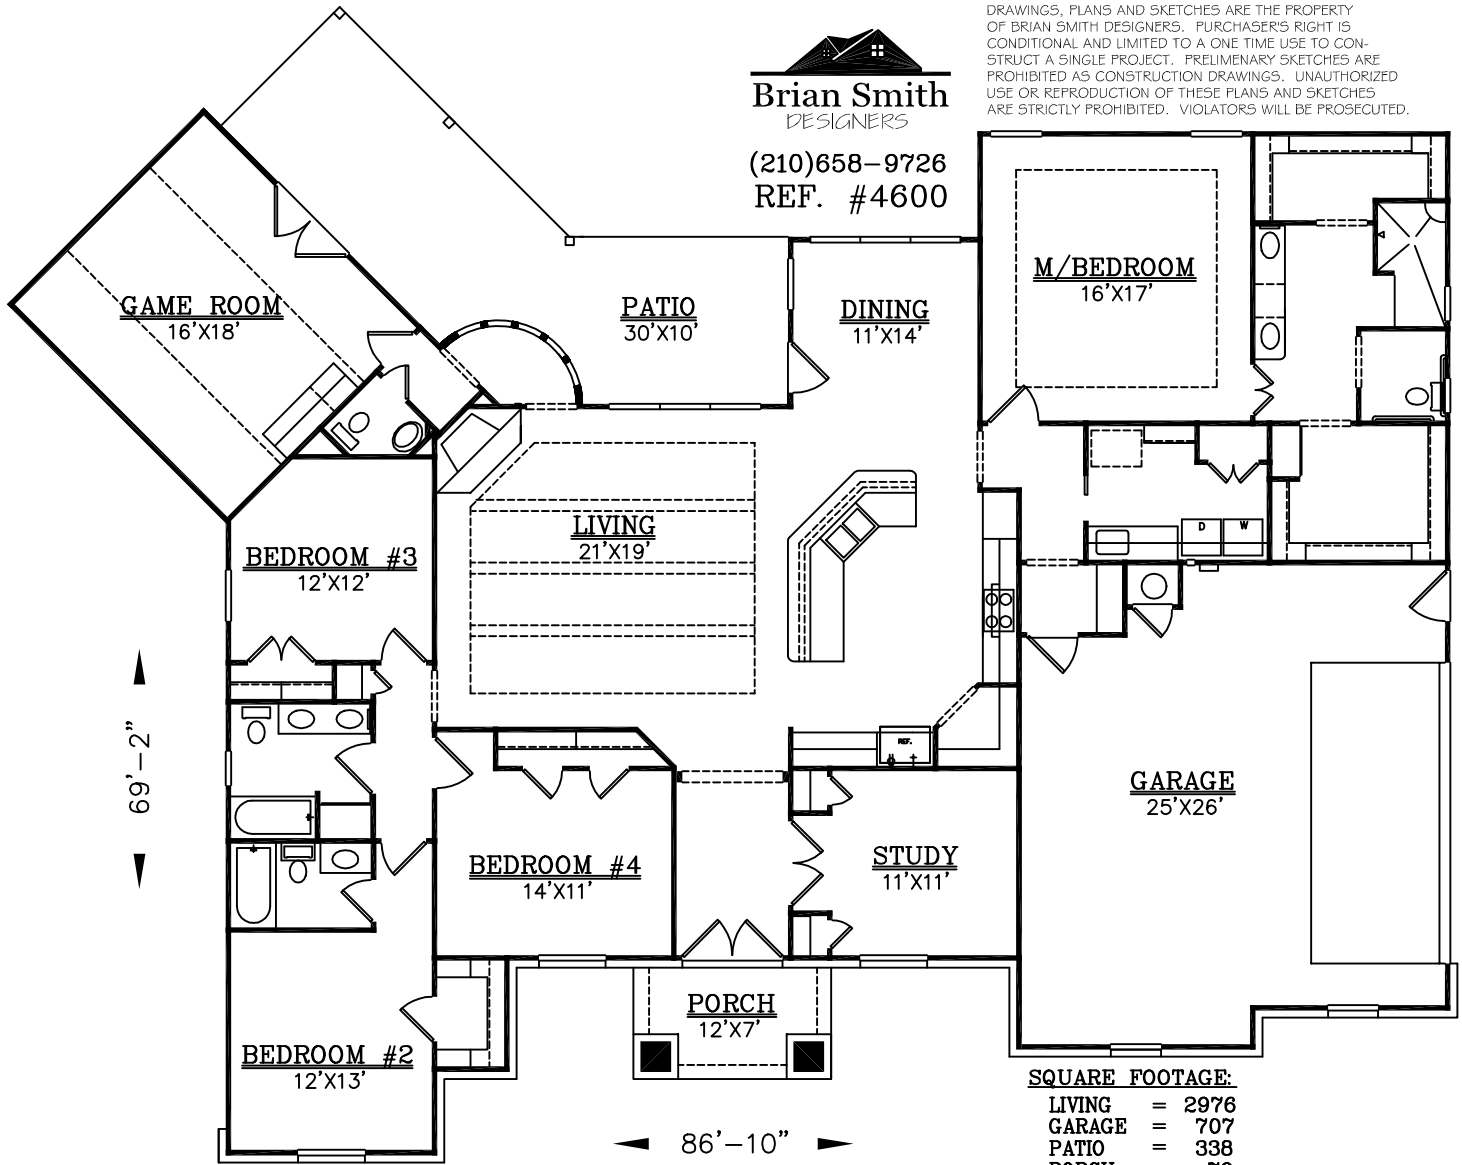 DRAWINGS, PLANS AND SKETCHES ARE THE PROPERTY
OF BRIAN SMITH DESIGNERS. PURCHASER'S RIGHT IS
CONDITIONAL AND LIMITED TO A ONE TIME USE TO CON-
STRUCT A SINGLE PROJECT. PRELIMENARY SKETCHES ARE
PROHIBITED AS CONSTRUCTION DRAWINGS. UNAUTHORIZED
USE OR REPRODUCTION OF THESE PLANS AND SKETCHES
ARE STRICTLY PROHIBITED. VIOLATORS WILL BE PROSECUTED.
Brian Smith
DESIGNERS
(210)658-9726
REF. #4600
GAME ROOM
16'X18'
PATIO
30'X10'
DINING
11'X14'
M/BEDROOM
16'X17'
LIVING
21'X19'
BEDROOM #3
12'X12'
D
W
REF.
69'-2"
GARAGE
25'X26'
BEDROOM #4
14'X11'
STUDY
11'X11'
PORCH
12'X7'
BEDROOM #2
12'X13'
86'-10"
SQUARE FOOTAGE:
LIVING = 2976
GARAGE = 707
PATIO = 338